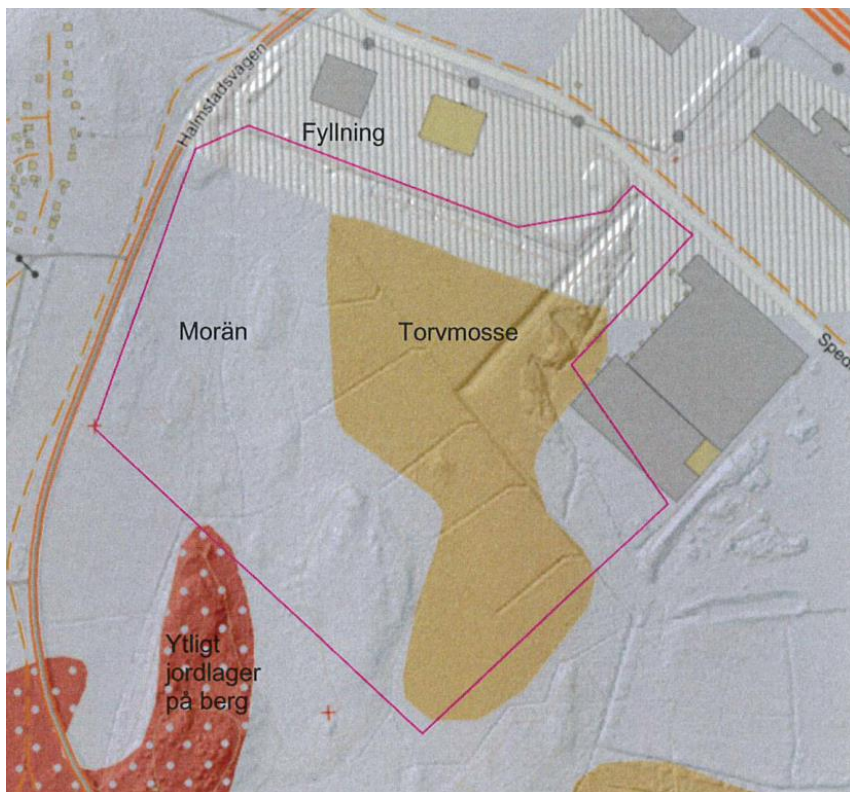 Halmstadsvägen
Fyllning
Morän
Torvmosse
Ytligt
jordlager
på berg